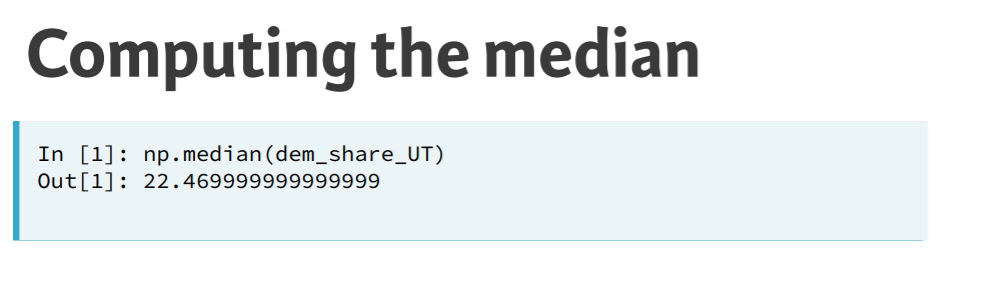 Computing the median
In [1]: np.median(dem_share_UT)
Out[1]: 22.469999999999999